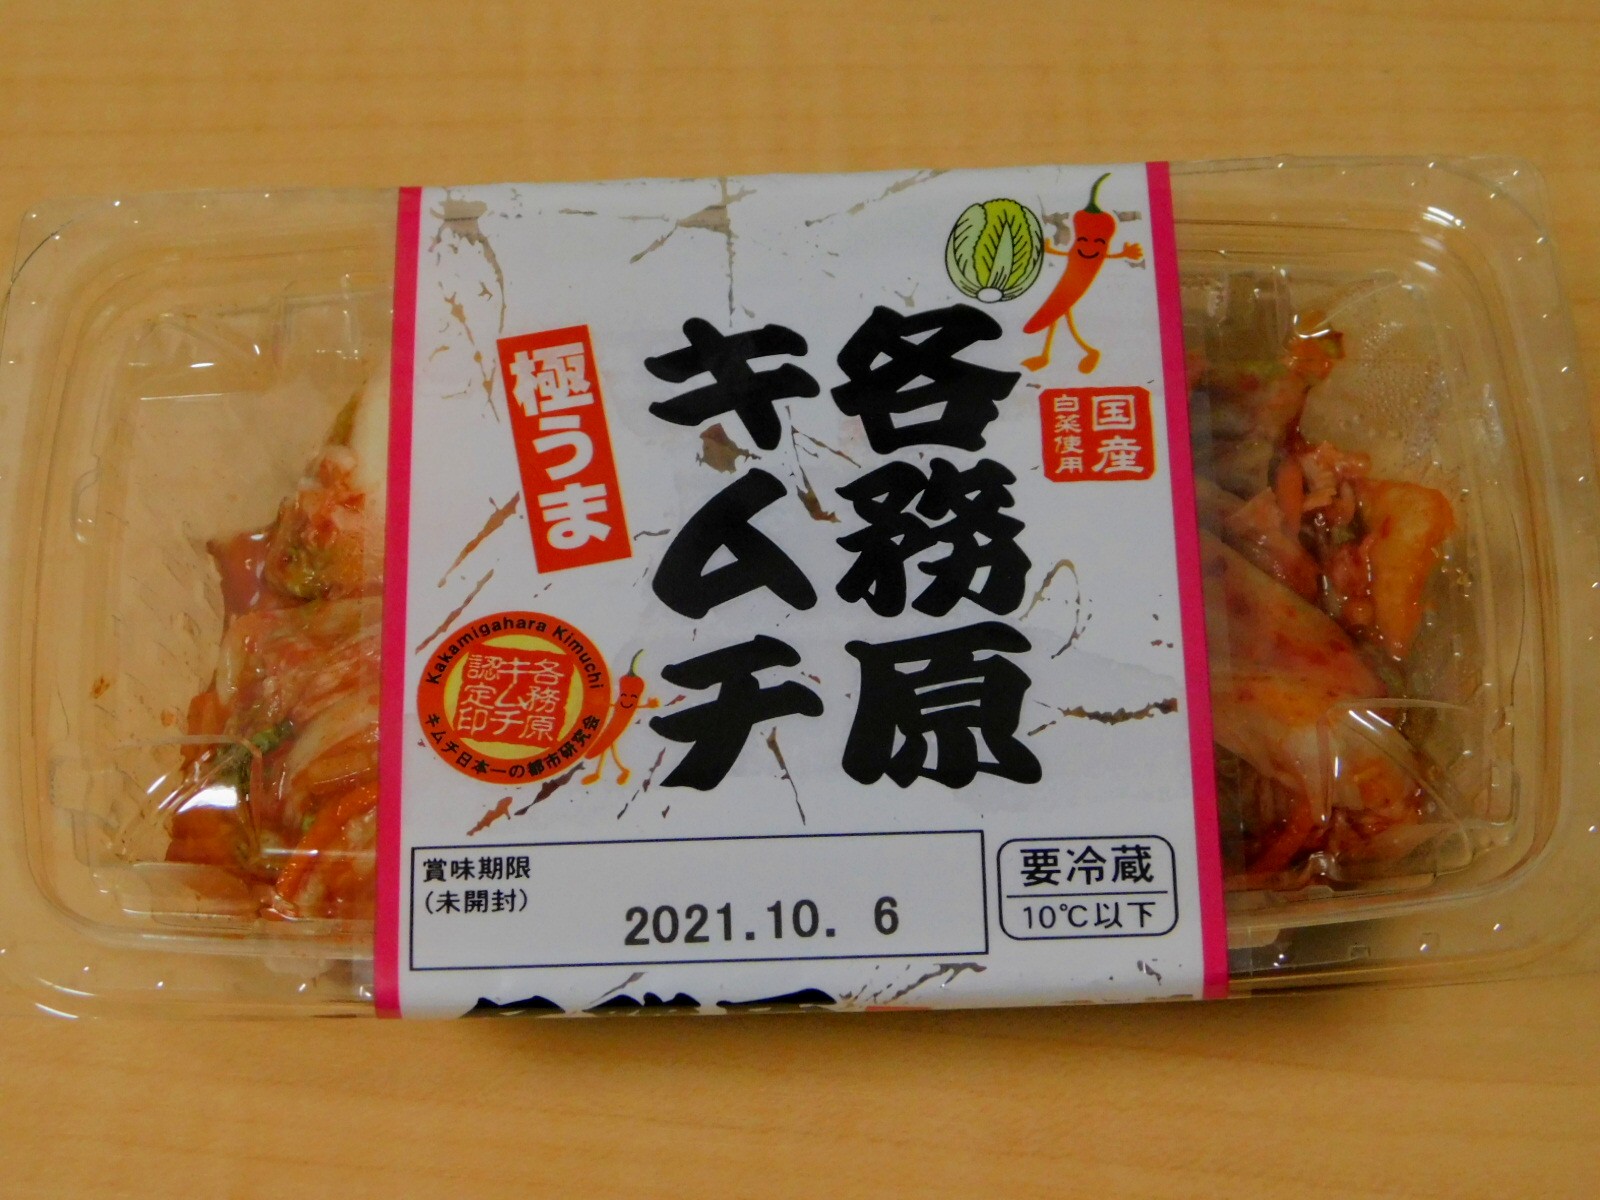 各務原
キムチ
国産
白菜使用
極うま
Kakamigahara Kimuchi
各務原
キムチ
認定印
キムチ日本一の都市研究会
賞味期限
(未開封)
2021.10. 6
要冷蔵
10℃以下